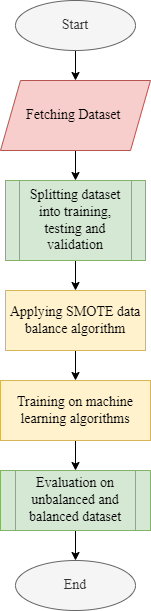 Start
Fetching Dataset
Splitting dataset
into training,
testing and
validation
Applying SMOTE data
balance algorithm
Training on machine
learning algorithms
Evaluation on
unbalanced and
balanced dataset
End